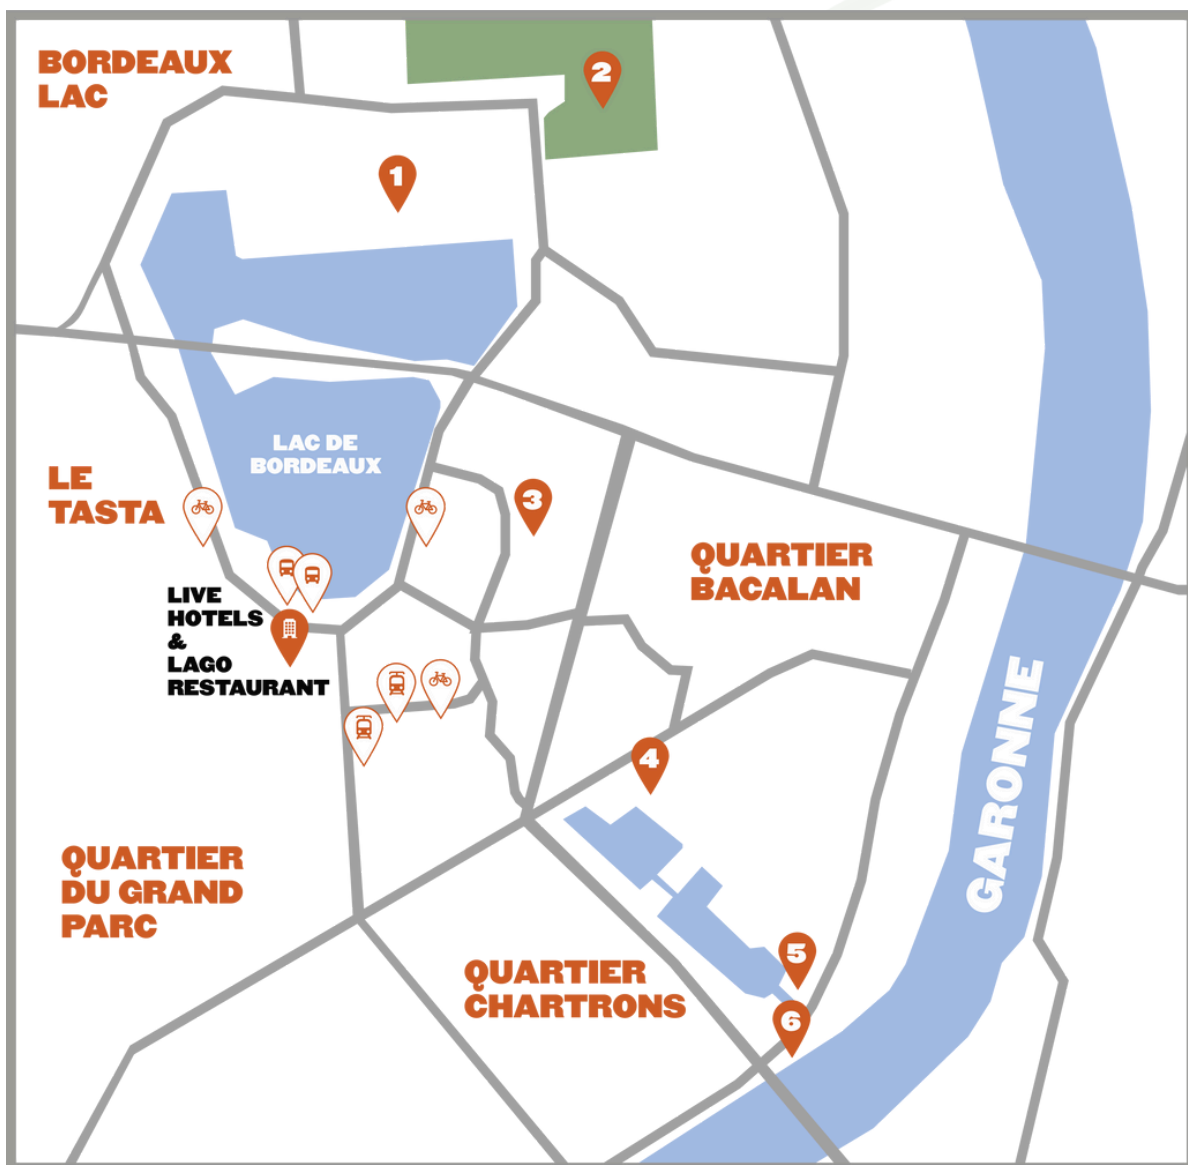 BORDEAUX
LAC
2
1
LAC DE
BORDEAUX
LE
TASTA
3
QUARTIER
BACALAN
LIVE
HOTELS
&
LAGO
RESTAURANT
GARONNE
4
QUARTIER
DU GRAND
PARC
QUARTIER
CHARTRONS
5
6